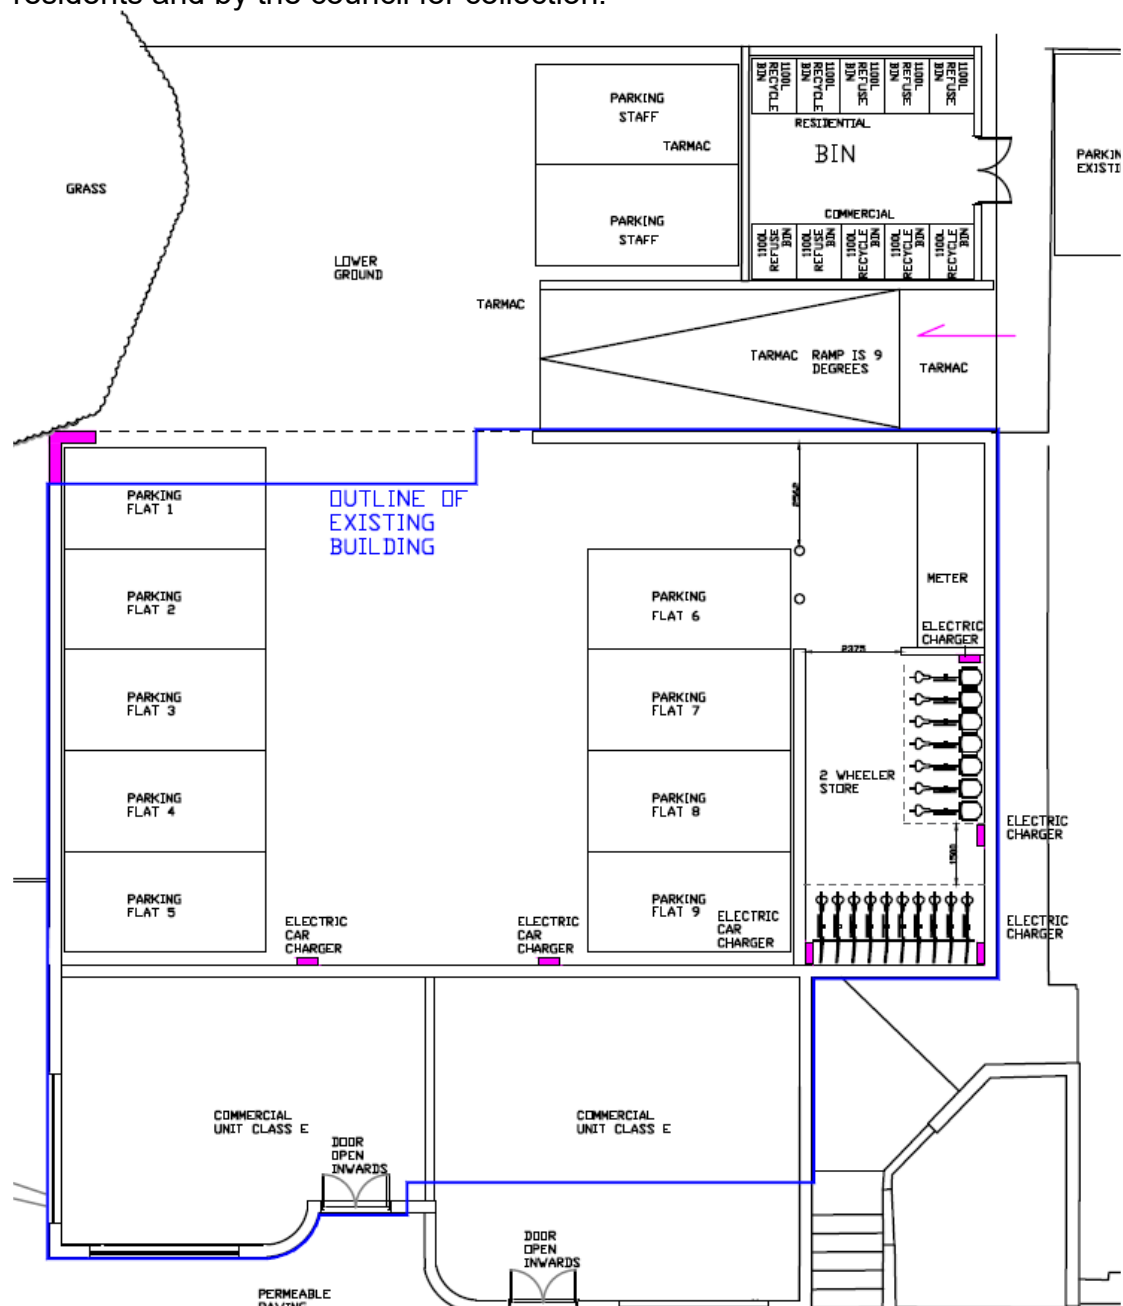 residents and by the council for collection.
PARKING
STAFF
TARMAC
PARKING
STAFF
1100L
RECYCLE
BIN
1100L
RECYCLE
BIN
1100L
REFUSE
BIN
1100L
REFUSE
BIN
1100L
REFUSE
BIN
RESIDENTIAL
BIN
COMMERCIAL
1100L
REFUSE
BIN
1100L
REFUSE
BIN
1100L
RECYCLE
BIN
1100L
RECYCLE
BIN
1100L
RECYCLE
BIN
PARKIN
EXISTI
GRASS
LOWER
GROUND
TARMAC
TARMAC RAMP IS 9
DEGREES
TARMAC
OUTLINE OF
EXISTING
BUILDING
PARKING
FLAT 1
PARKING
FLAT 2
PARKING
FLAT 3
PARKING
FLAT 4
PARKING
FLAT 5
PARKING
FLAT 6
PARKING
FLAT 7
PARKING
FLAT 8
PARKING
FLAT 9
METER
ELECTRIC
CHARGER
2375
2 WHEELER
STORE
ELECTRIC
CHARGER
1500
ELECTRIC
CHARGER
ELECTRIC
CAR
CHARGER
ELECTRIC
CAR
CHARGER
ELECTRIC
CAR
CHARGER
COMMERCIAL
UNIT CLASS E
DOOR
OPEN
INWARDS
COMMERCIAL
UNIT CLASS E
DOOR
OPEN
INWARDS
PERMEABLE
PAVING